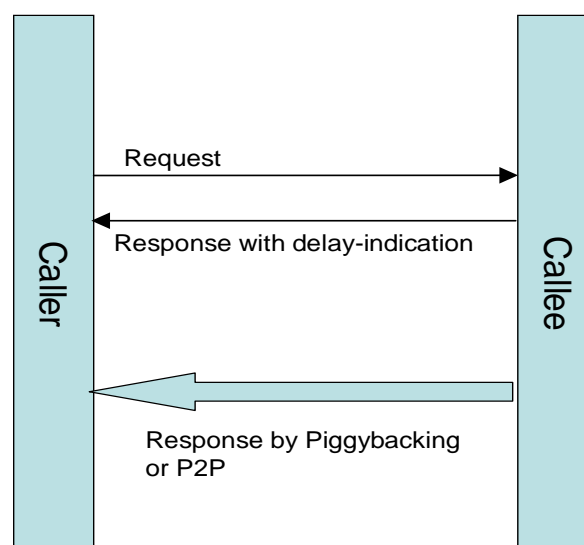 Request
Response with delay-indication
Caller
Callee
Response by Piggybacking
or P2P